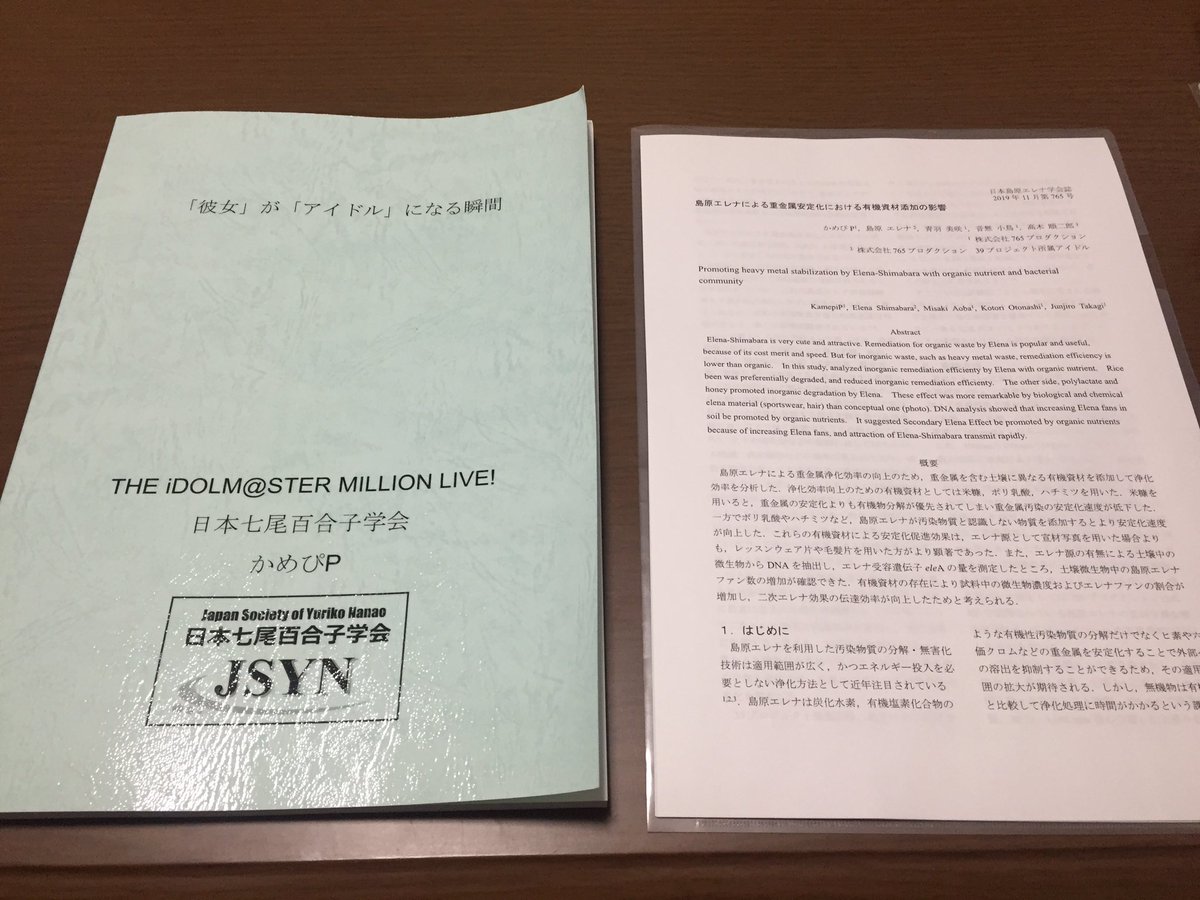 「彼女」が「アイドル」になる瞬間
THE iDOLM@STER MILLION LIVE!
日本七尾百合子学会
かめぴP
Japan Society of Yuriko Nanao
日本七尾百合子学会
JSYN
日本島原エレナ学会誌
2019年11月第765号
島原エレナによる重金属安定化における有機資材添加の影響
かめぴP¹, 島原 エレナ², 青羽 美咲¹, 音無 小鳥¹, 高木 順二郎¹
¹ 株式会社765プロダクション
¹ 株式会社765プロダクション 39プロジェクト所属アイドル
Promoting heavy metal stabilization by Elena-Shimabara with organic nutrient and bacterial
community
KamepiP¹, Elena Shimabara², Misaki Aoba¹, Kotori Otonashi¹, Junjiro Takagi¹
Abstract
Elena-Shimabara is very cute and attractive. Remediation for organic waste by Elena is popular and useful,
because of its cost merit and speed. But for inorganic waste, such as heavy metal waste, remediation efficiency is
lower than organic. In this study, analyzed inorganic remediation efficienty by Elena with organic nutrient. Rice
been was preferentially degraded, and reduced inorganic remediation efficienty. The other side, polylactate and
honey promoted inorganic degradation by Elena. These effect was more remarkable by biological and chemical
elena material (sportswear, hair) than conceptual one (photo). DNA analysis showed that increasing Elena fans in
soil be promoted by organic nutrients. It suggested Secondary Elena Effect be promoted by organic nutrients
because of increasing Elena fans, and attraction of Elena-Shimabara transmit rapidly.
概要
島原エレナによる重金属浄化効率の向上のため，重金属を含む土壌に異なる有機資材を添加して浄化
効率を分析した．浄化効率向上のための有機資材としては米糠，ポリ乳酸，ハチミツを用いた．米糠を
用いると，重金属の安定化よりも有機物分解が優先されてしまい重金属汚染の安定化速度が低下した．
一方でポリ乳酸やハチミツなど，島原エレナが汚染物質と認識しない物質を添加するとより安定化速度
が向上した．これらの有機資材による安定化促進効果は，エレナ源として宣材写真を用いた場合より
も，レッスンウェア片や毛髪片を用いた方がより顕著であった．また，エレナ源の有無による土壌中の
微生物からDNAを抽出し，エレナ受容遺伝子eleAの量を測定したところ，土壌微生物中の島原エレナ
ファン数の増加が確認できた．有機資材の存在により試料中の微生物濃度およびエレナファンの割合が
増加し，二次エレナ効果の伝達効率が向上したためと考えられる．
1．はじめに
島原エレナを利用した汚染物質の分解・無害化
技術は適用範囲が広く，かつエネルギー投入を必
要としない浄化方法として近年注目されている
1,2,3．島原エレナは炭化水素，有機塩素化合物の
ような有機性汚染物質の分解だけでなくヒ素や六
価クロムなどの重金属を安定化することで外部へ
の溶出を抑制することができるため，その適用
囲の拡大が期待される．しかし，無機物は有
と比較して浄化処理に時間がかかるという課